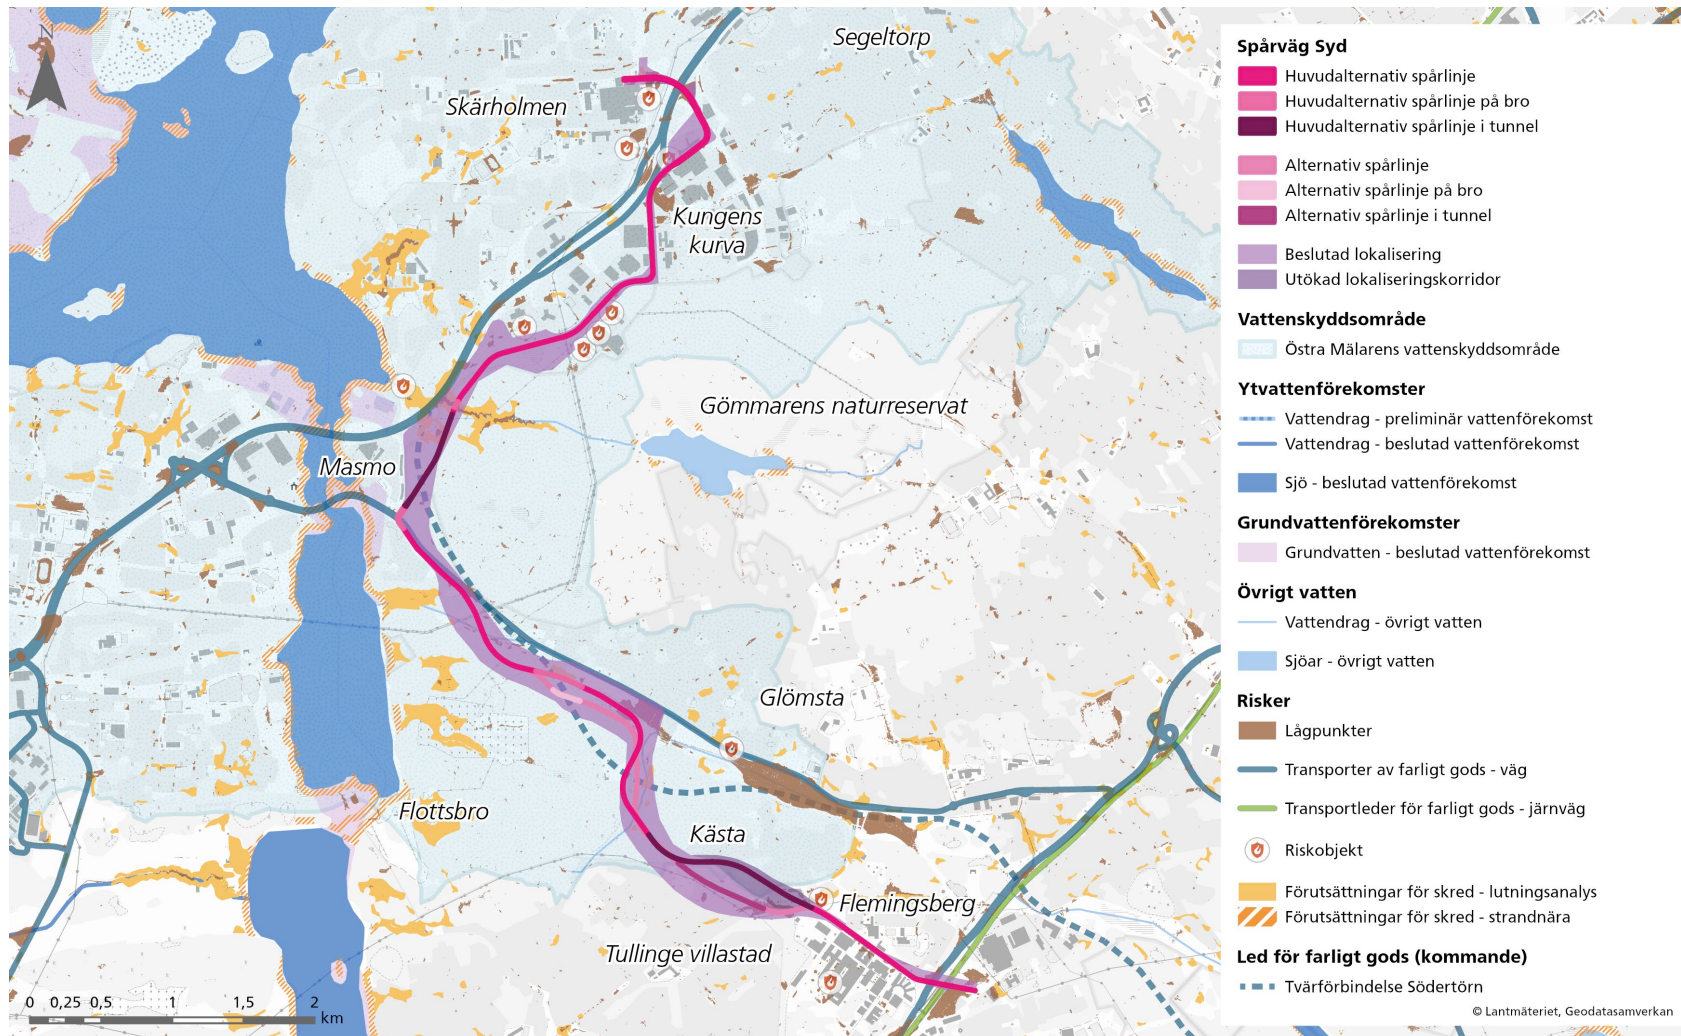 N
Segeltorp
Skärholmen
Kungens
kurva
Gömmarens naturreservat
Masmo
Glömsta
Flottsbro
Kästa
Flemingsberg
Tullinge villastad
0 0,25 0,5 1 1,5 2
km
Spårväg Syd
Huvudalternativ spårlinje
Huvudalternativ spårlinje på bro
Huvudalternativ spårlinje i tunnel
Alternativ spårlinje
Alternativ spårlinje på bro
Alternativ spårlinje i tunnel
Beslutad lokalisering
Utökad lokaliseringskorridor
Vattenskyddsområde
Östra Mälarens vattenskyddsområde
Ytvattenförekomster
Vattendrag - preliminär vattenförekomst
Vattendrag - beslutad vattenförekomst
Sjö - beslutad vattenförekomst
Grundvattenförekomster
Grundvatten - beslutad vattenförekomst
Övrigt vatten
Vattendrag - övrigt vatten
Sjöar - övrigt vatten
Risker
Lågpunkter
Transporter av farligt gods - väg
Transportleder för farligt gods - järnväg
Riskobjekt
Förutsättningar för skred - lutningsanalys
Förutsättningar för skred - strandnära
Led för farligt gods (kommande)
Tvärförbindelse Södertörn
© Lantmäteriet, Geodatasamverkan